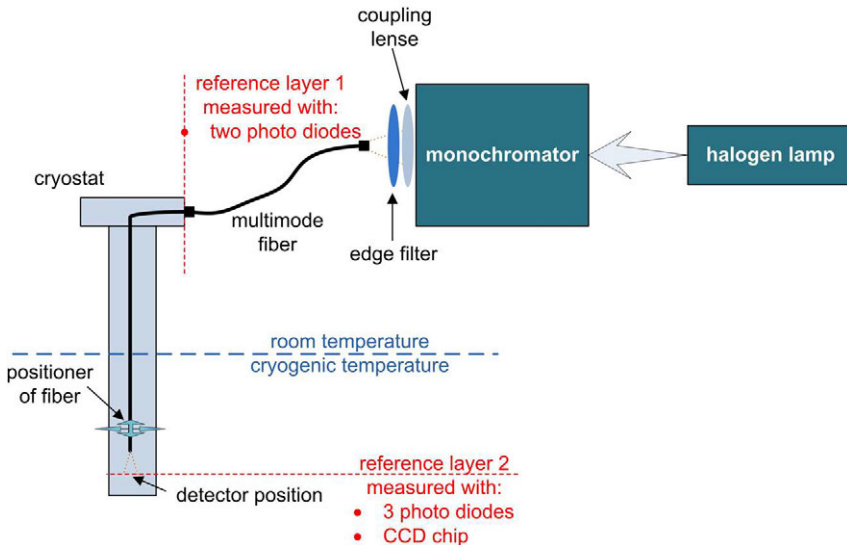 coupling
lense
reference layer 1
measured with:
• two photo diodes
monochromator
halogen lamp
cryostat
multimode
fiber
edge filter
room temperature
cryogenic temperature
positioner
of fiber
reference layer 2
measured with:
detector position
• 3 photo diodes
• CCD chip